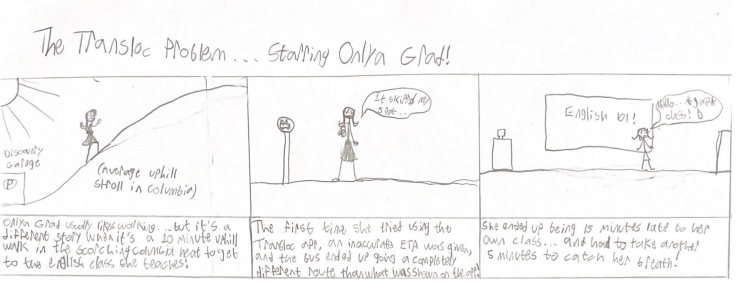 The Transloc Problem... Starring Onlya Grad!
Discovery
Garage
P
(average uphill
stroll in columbia)
It skipped my
stop...
English 101!
Hello...
class!
Onlya Grad usually likes walking...but it's a
different story when it's a 20 minute uphill
walk in the scorching columbia heat to get
to the english class she teaches!
The first time she tried using the
Transloc app, an inaccurate ETA was given,
and the bus ended up going a completely
different route than what was shown on the app!
She ended up being 15 minutes late to her
own class... and had to take another
5 minutes to catch her breath!